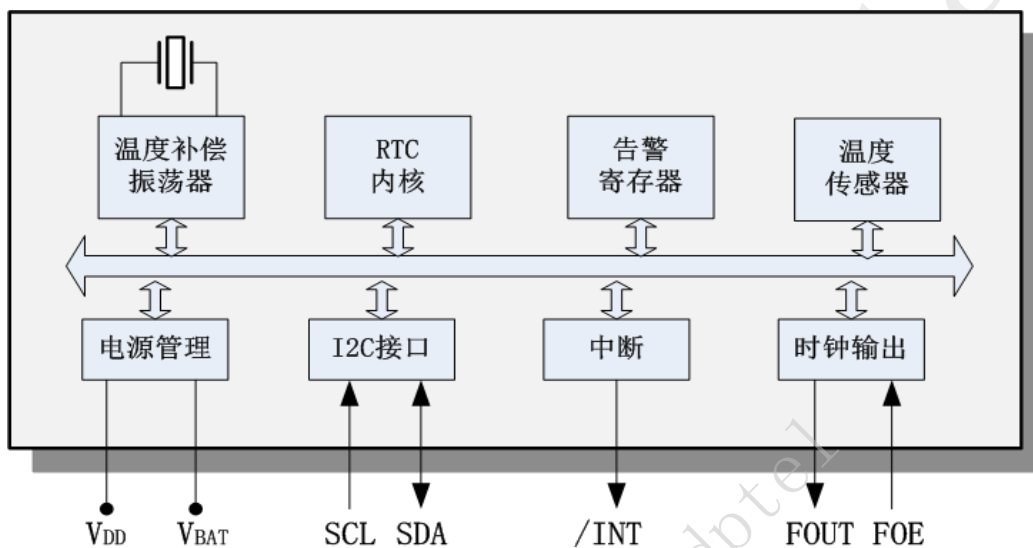 温度补偿
振荡器
RTC
内核
告警
寄存器
温度
传感器
电源管理
I2C接口
中断
时钟输出
VDD
VBAT
SCL
SDA
/INT
FOUT
FOE